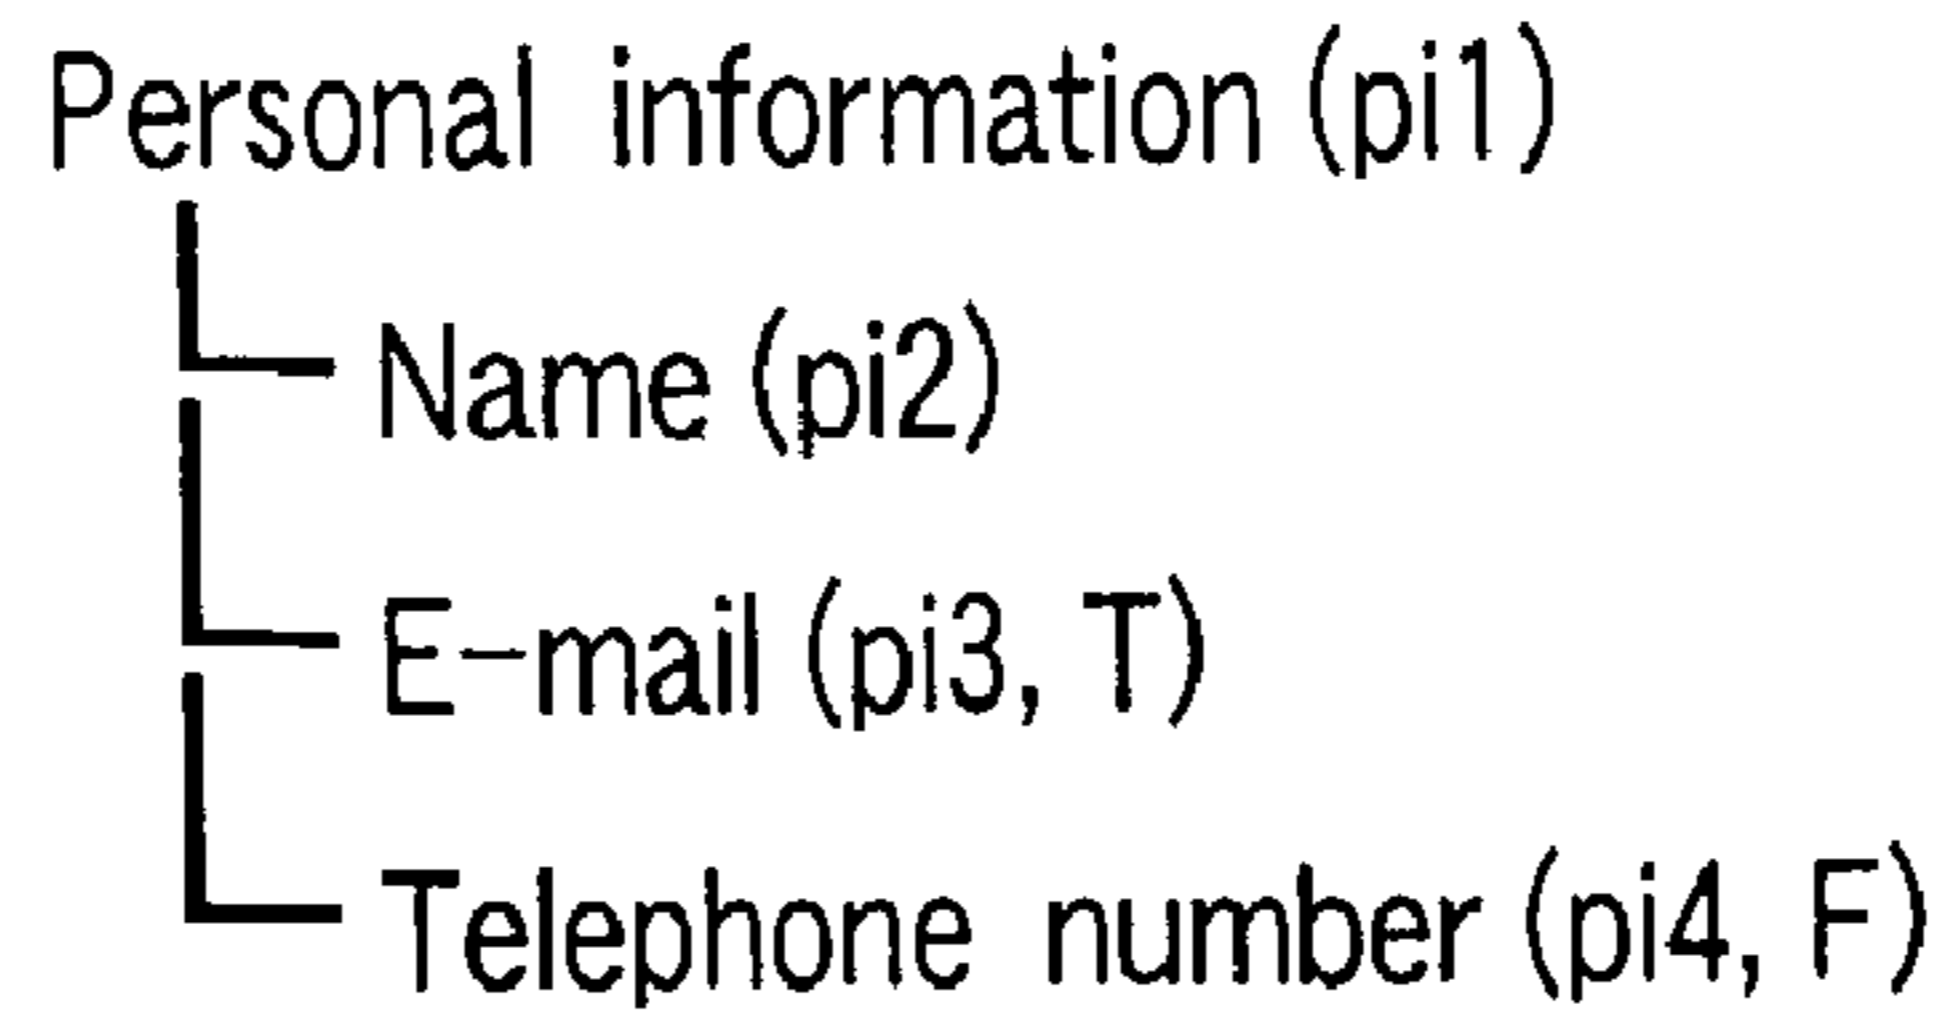 Personal information (pi1)
Name (pi2)
E-mail (pi3, T)
Telephone number (pi4, F)